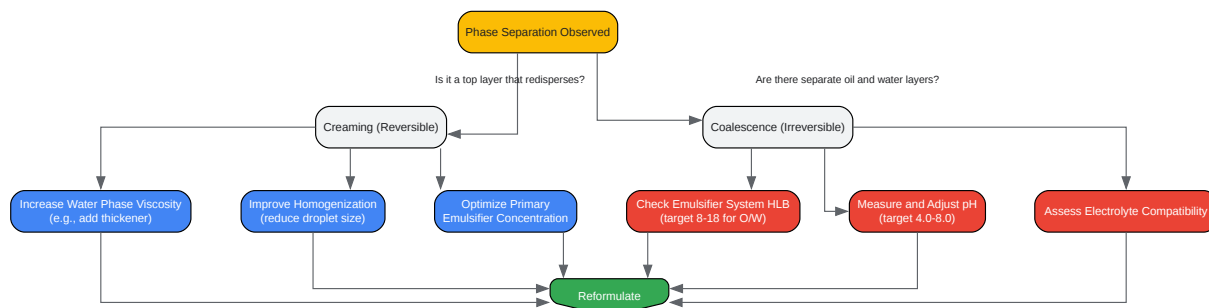 Phase Separation Observed
Is it a top layer that redisperses?
Are there separate oil and water layers?
Creaming (Reversible)
Coalescence (Irreversible)
Increase Water Phase Viscosity
(e.g., add thickener)
Improve Homogenization
(reduce droplet size)
Optimize Primary
Emulsifier Concentration
Check Emulsifier System HLB
(target 8-18 for O/W)
Measure and Adjust pH
(target 4.0-8.0)
Assess Electrolyte Compatibility
Reformulate